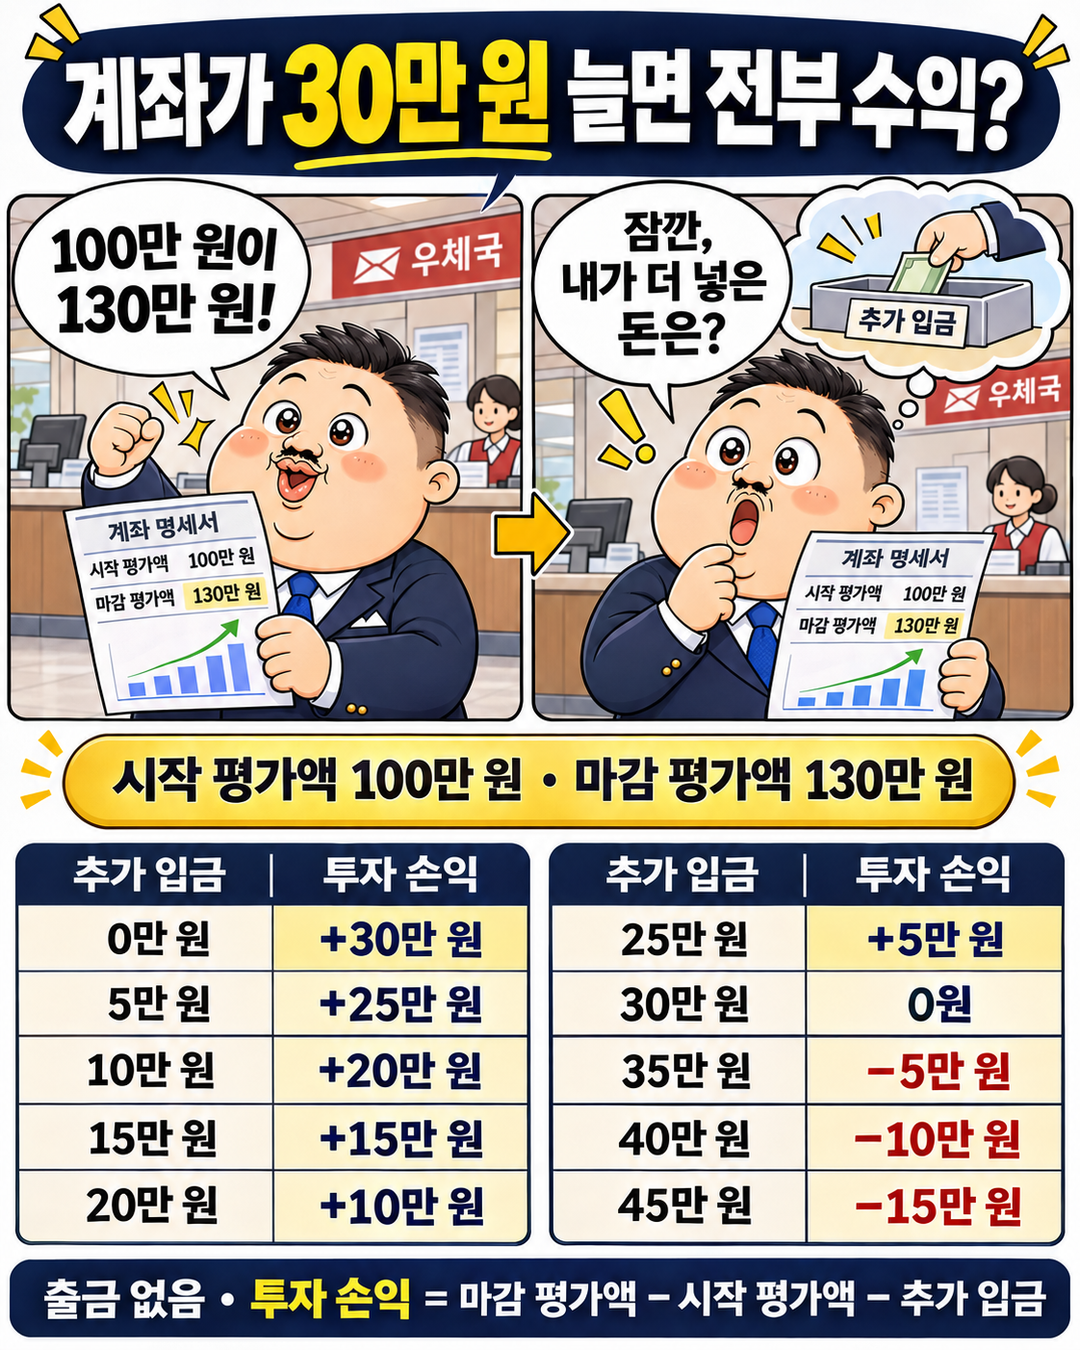 계좌가 30만 원 늘면 전부 수익?
100만 원이
130만 원!
우체국
계좌 명세서
시작 평가액 100만 원
마감 평가액 130만 원
잠깐,
내가 더 넣은
돈은?
추가 입금
우체국
계좌 명세서
시작 평가액 100만 원
마감 평가액 130만 원
시작 평가액 100만 원 • 마감 평가액 130만 원
추가 입금 | 투자 손익
0만 원 +30만 원
5만 원 +25만 원
10만 원 +20만 원
15만 원 +15만 원
20만 원 +10만 원
추가 입금 | 투자 손익
25만 원 +5만 원
30만 원 0원
35만 원 −5만 원
40만 원 −10만 원
45만 원 −15만 원
출금 없음 • 투자 손익 = 마감 평가액 − 시작 평가액 − 추가 입금